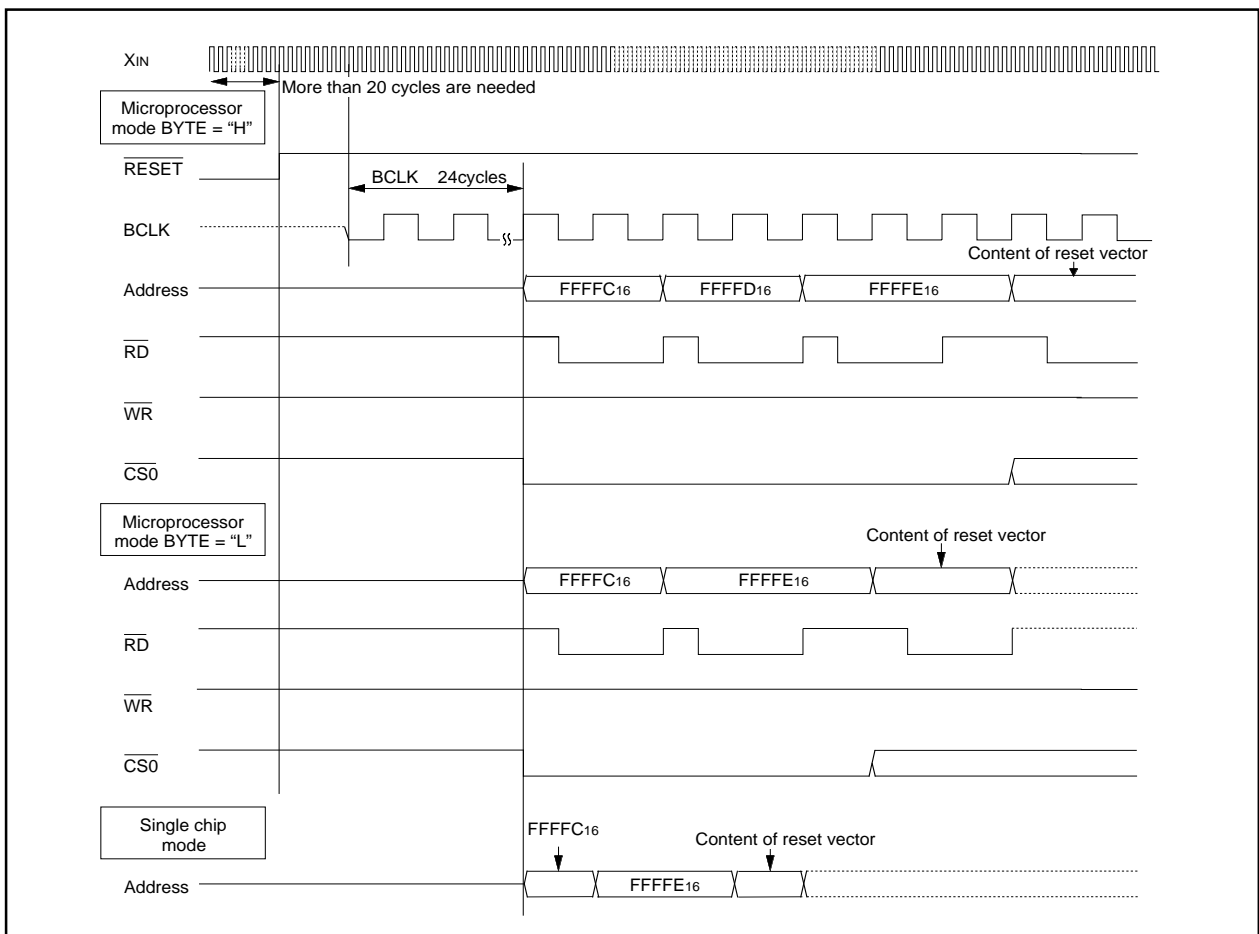 XIN
More than 20 cycles are needed
Microprocessor
mode BYTE = “H”
RESET
BCLK 24cycles
BCLK
Content of reset vector
Address
FFFFC16 FFFFD16 FFFFE16
RD
WR
CS0
Microprocessor
mode BYTE = “L”
Content of reset vector
Address
FFFFC16 FFFFE16
RD
WR
CS0
Single chip
mode
FFFFC16
Content of reset vector
Address
FFFFE16